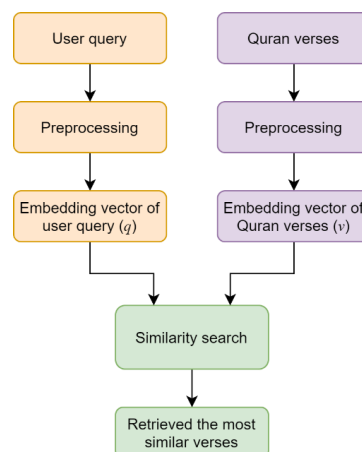 User query
Quran verses
Preprocessing
Preprocessing
Embedding vector of
user query (q)
Embedding vector of
Quran verses (v)
Similarity search
Retrieved the most
similar verses